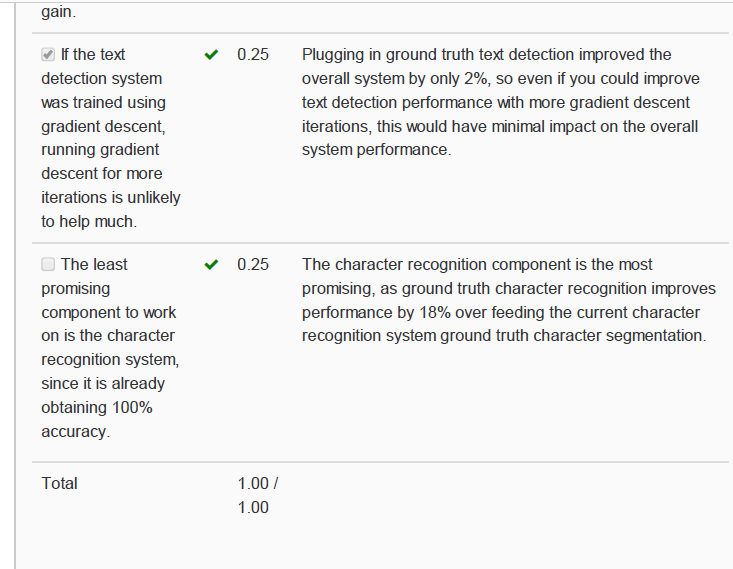 gain.
If the text
detection system
was trained using
gradient descent,
running gradient
descent for more
iterations is unlikely
to help much.
0.25
Plugging in ground truth text detection improved the
overall system by only 2%, so even if you could improve
text detection performance with more gradient descent
iterations, this would have minimal impact on the overall
system performance.
The least
promising
component to work
on is the character
recognition system,
since it is already
obtaining 100%
accuracy.
0.25
The character recognition component is the most
promising, as ground truth character recognition improves
performance by 18% over feeding the current character
recognition system ground truth character segmentation.
Total
1.00 /
1.00